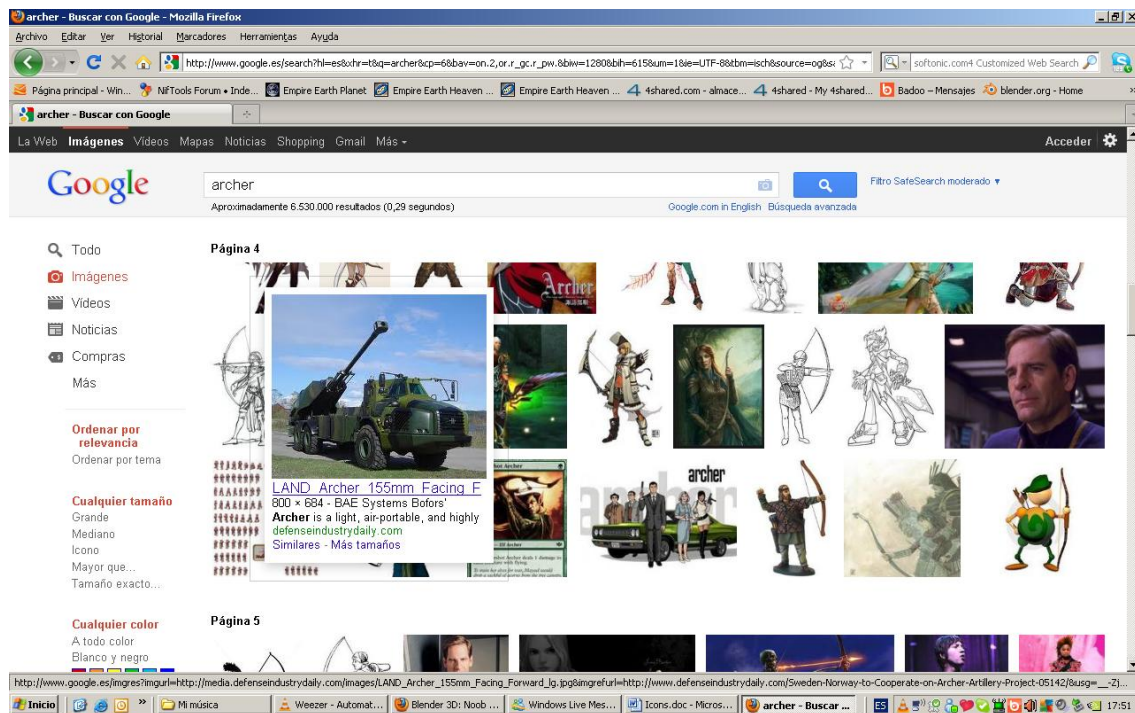 archer - Buscar con Google - Mozilla Firefox
Archivo Editar Ver Historial Marcadores Herramientas Ayuda
http://www.google.es/search?hl=es&xhr=t&q=archer&cp=6&bav=on.2,or.r_gc.r_pw.&biw=1280&bih=615&um=1&ie=UTF-8&tbm=isch&source=og&sa softonic.com4 Customized Web Search
Página principal - Win... NifTools Forum • Inde... Empire Earth Planet Empire Earth Heaven ... Empire Earth Heaven ... 4shared.com - almace... 4shared - My 4shared... Badoo – Mensajes blender.org - Home »
archer - Buscar con Google
La Web Imágenes Vídeos Mapas Noticias Shopping Gmail Más Acceder
Google archer Filtro SafeSearch moderado
Aproximadamente 6.530.000 resultados (0,29 segundos) Google.com in English Búsqueda avanzada
Todo
Imágenes
Vídeos
Noticias
Compras
Más
Ordenar por
relevancia
Ordenar por tema
Cualquier tamaño
Grande
Mediano
Icono
Mayor que...
Tamaño exacto...
Cualquier color
A todo color
Blanco y negro
Página 4
Archer
LAND_Archer_155mm_Facing_F
800 × 684 - BAE Systems Bofors'
Archer is a light, air-portable, and highly
defenseindustrydaily.com
Similares - Más tamaños
Archer
archer
archer
Página 5
http://www.google.es/imgres?imgurl=http://media.defenseindustrydaily.com/images/LAND_Archer_155mm_Facing_Forward_lg.jpg&imgrefurl=http://www.defenseindustrydaily.com/Sweden-Norway-to-Cooperate-on-Archer-Artillery-Project-05142/&usg=__-Zj...
Inicio » Mi música Weezer - Automat... Blender 3D: Noob ... Windows Live Mes... Icons.doc - Micros... archer - Buscar ... ES 17:51